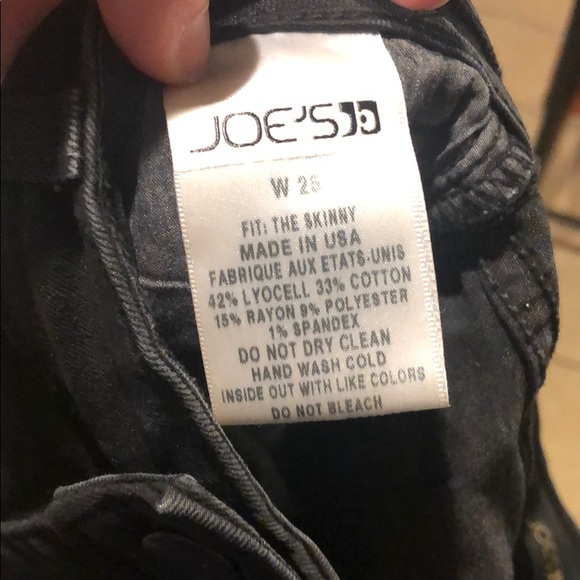 JOE'S
W 26
FIT: THE SKINNY
MADE IN USA
FABRIQUE AUX ETATS-UNIS
42% LYOCELL 33% COTTON
15% RAYON 9% POLYESTER
1% SPANDEX
DO NOT DRY CLEAN
HAND WASH COLD
INSIDE OUT WITH LIKE COLORS
DO NOT BLEACH